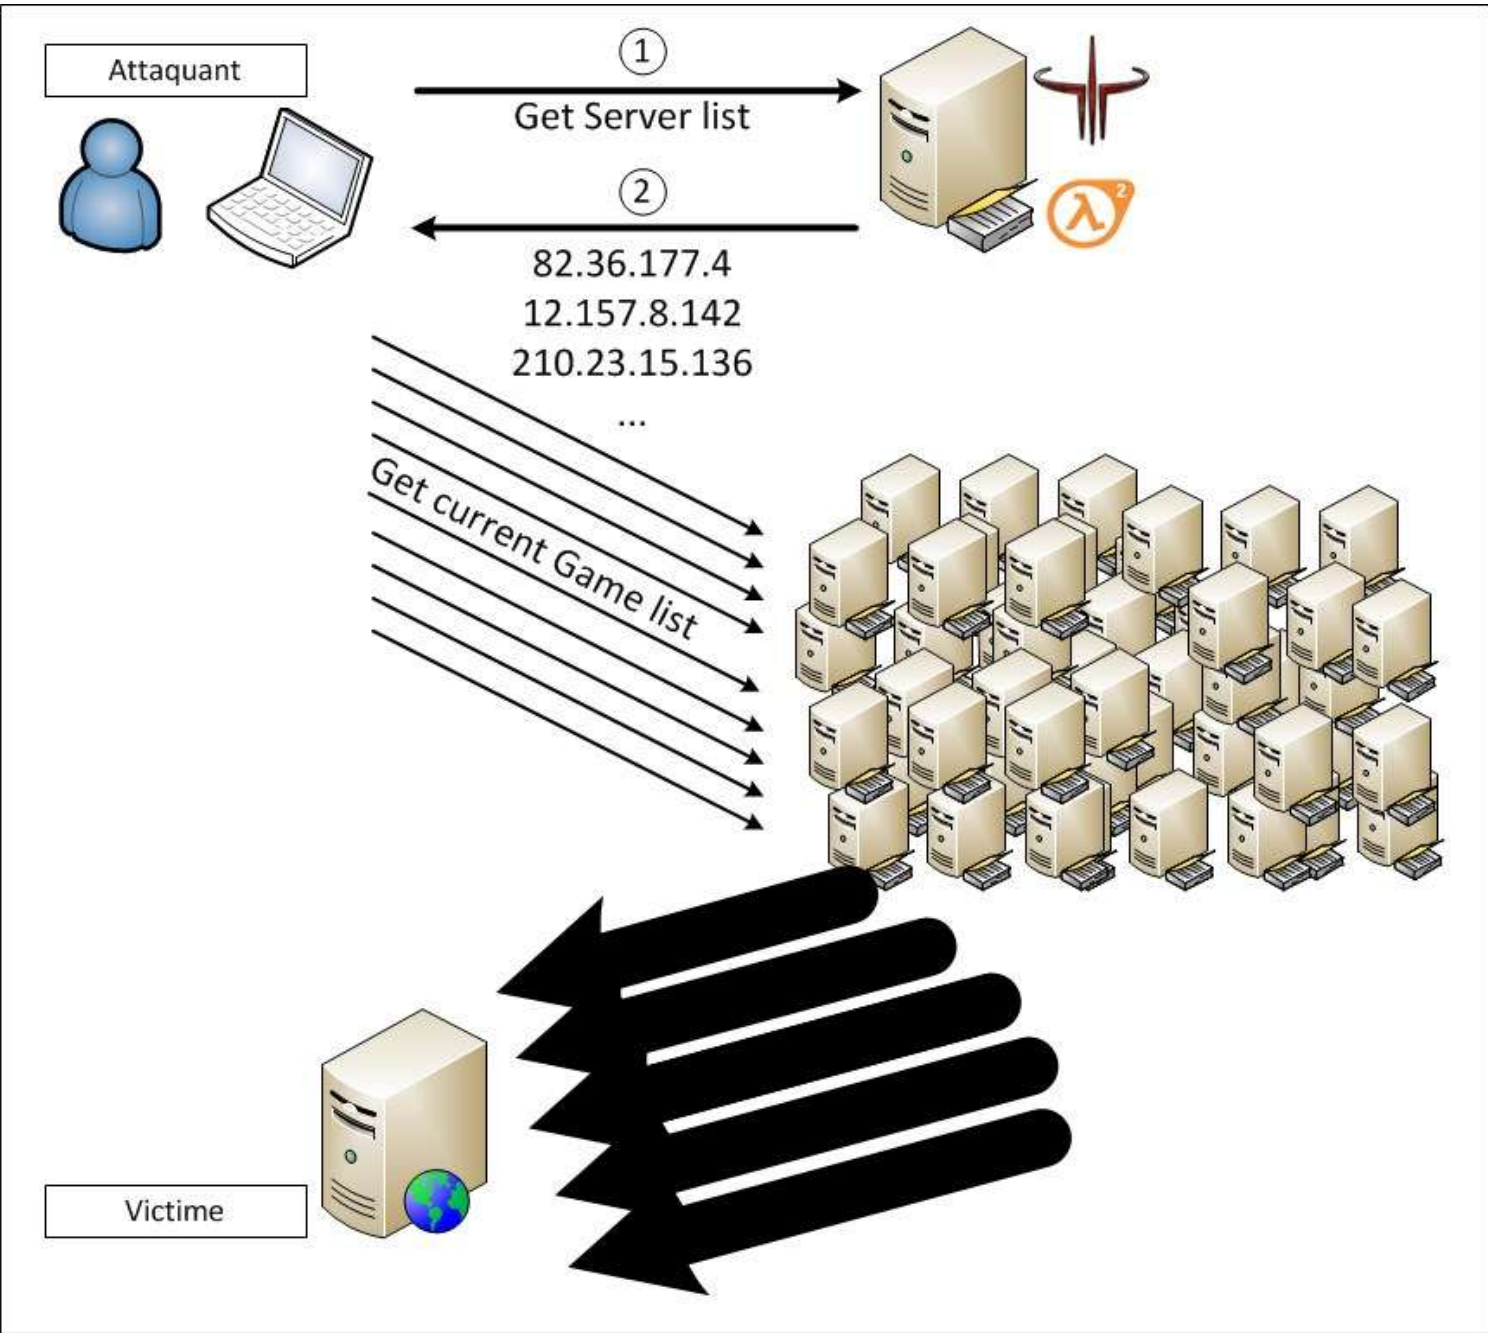 Attaquant
1
Get Server list
2
82.36.177.4
12.157.8.142
210.23.15.136
...
Get current Game list
Victime
λ2